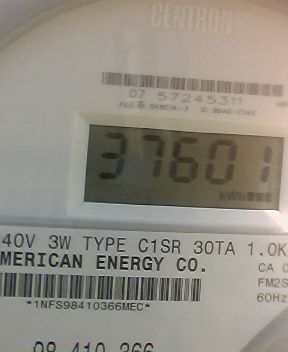 CENTRON
07 57245311
37601
kWh
40V 3W TYPE C1SR 30TA 1.0K
MERICAN ENERGY CO.
CA 0
FM2S
60Hz
*1NFS98410366MEC*
98 410 366